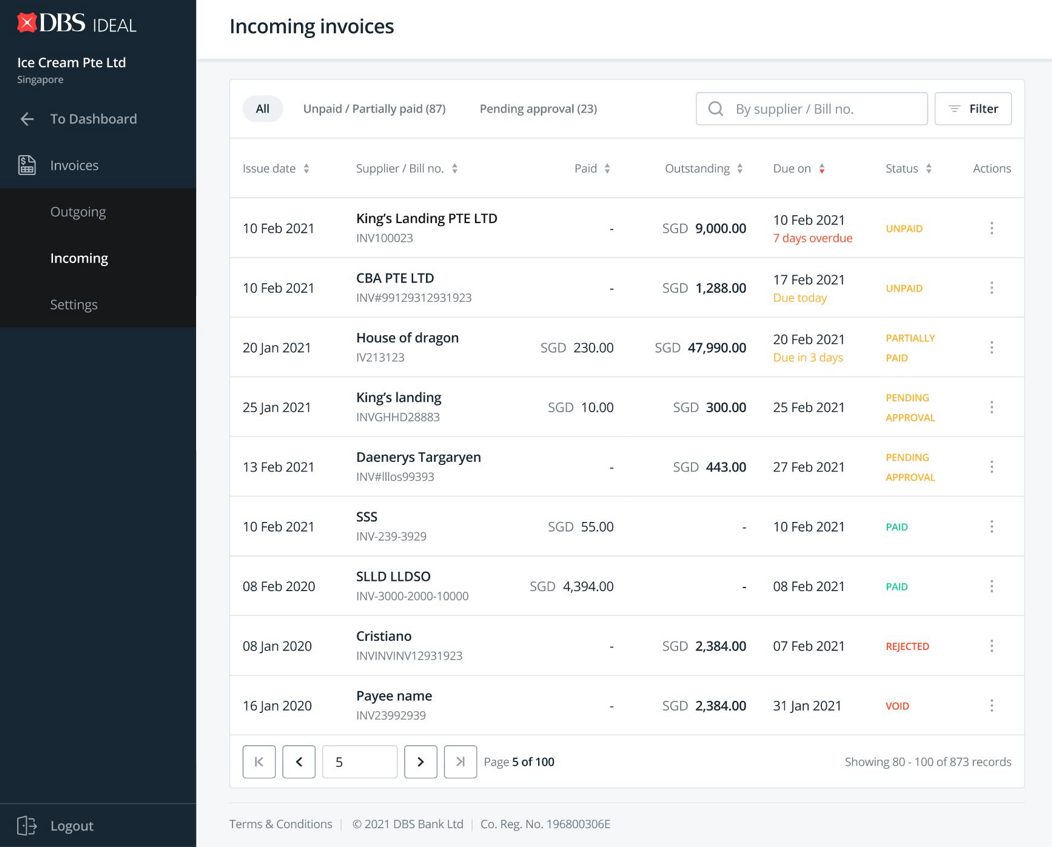 DBS IDEAL
Ice Cream Pte Ltd
Singapore
To Dashboard
Invoices
Outgoing
Incoming
Settings
Logout
Incoming invoices
All Unpaid / Partially paid (87) Pending approval (23) By supplier / Bill no. Filter
Issue date Supplier / Bill no. Paid Outstanding Due on Status Actions
10 Feb 2021 King's Landing PTE LTD - SGD 9,000.00 10 Feb 2021 UNPAID
INV100023 7 days overdue
10 Feb 2021 CBA PTE LTD - SGD 1,288.00 17 Feb 2021 UNPAID
INV#99129312931923 Due today
20 Jan 2021 House of dragon SGD 230.00 SGD 47,990.00 20 Feb 2021 PARTIALLY
IV213123 Due in 3 days PAID
25 Jan 2021 King's landing SGD 10.00 SGD 300.00 25 Feb 2021 PENDING
INVGHHD28883 APPROVAL
13 Feb 2021 Daenerys Targaryen - SGD 443.00 27 Feb 2021 PENDING
INV#lllos99393 APPROVAL
10 Feb 2021 SSS SGD 55.00 - 10 Feb 2021 PAID
INV-239-3929
08 Feb 2020 SLLD LLDSO SGD 4,394.00 - 08 Feb 2021 PAID
INV-3000-2000-10000
08 Jan 2020 Cristiano - SGD 2,384.00 07 Feb 2021 REJECTED
INVINVINV12931923
16 Jan 2020 Payee name - SGD 2,384.00 31 Jan 2021 VOID
INV23992939
5 Page 5 of 100 Showing 80 - 100 of 873 records
Terms & Conditions | © 2021 DBS Bank Ltd | Co. Reg. No. 196800306E